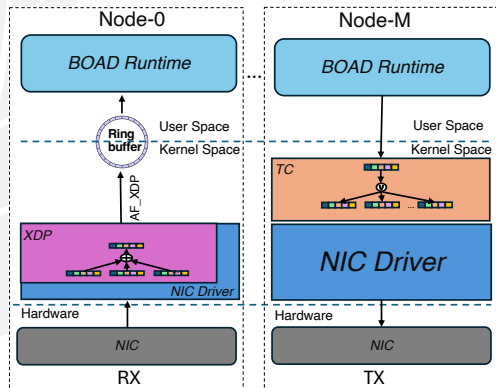 Node-0
BOAD Runtime
Ring
buffer
User Space
Kernel Space
AF_XDP
XDP
NIC Driver
Hardware
NIC
RX
...
Node-M
BOAD Runtime
User Space
Kernel Space
TC
...
NIC Driver
Hardware
NIC
TX